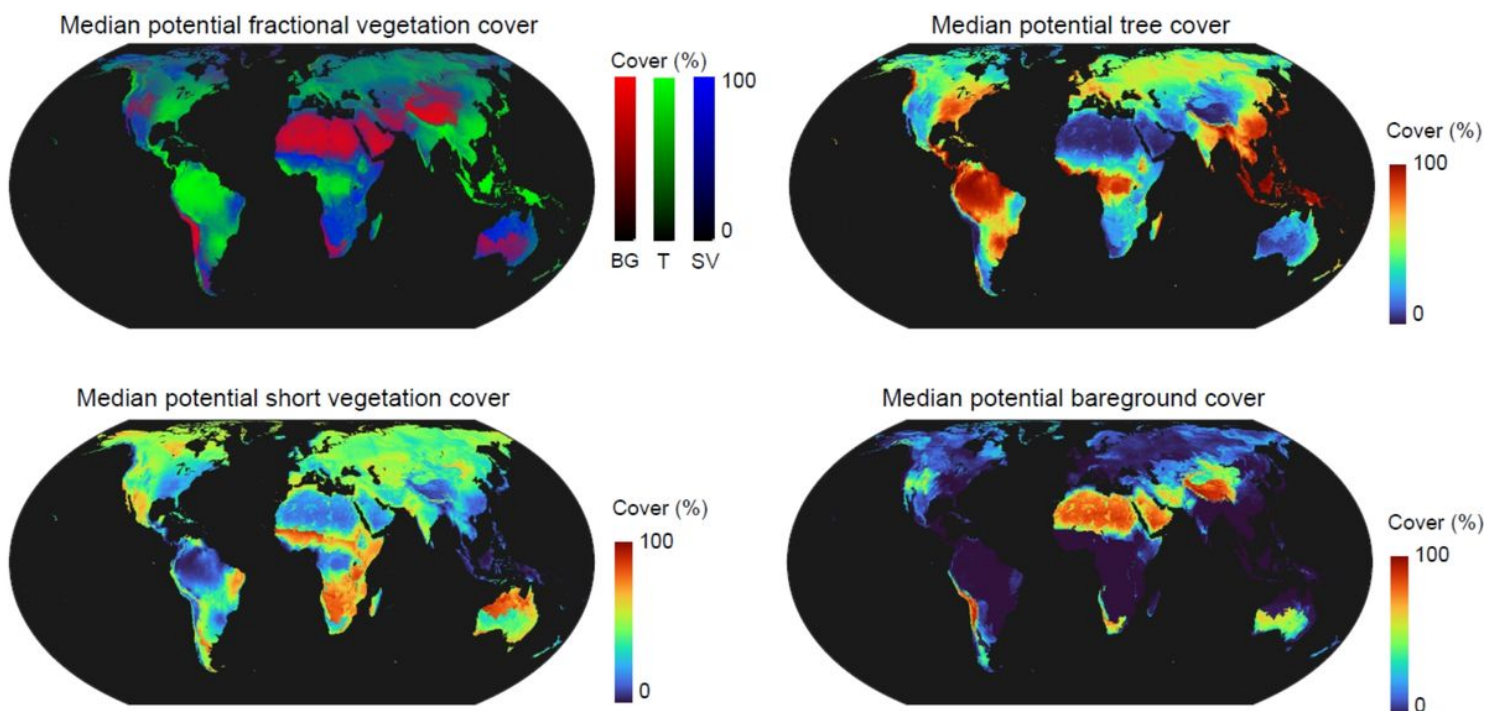 Median potential fractional vegetation cover
Cover (%)
100
0
BG T SV
Median potential tree cover
Cover (%)
100
0
Median potential short vegetation cover
Cover (%)
100
0
Median potential bareground cover
Cover (%)
100
0